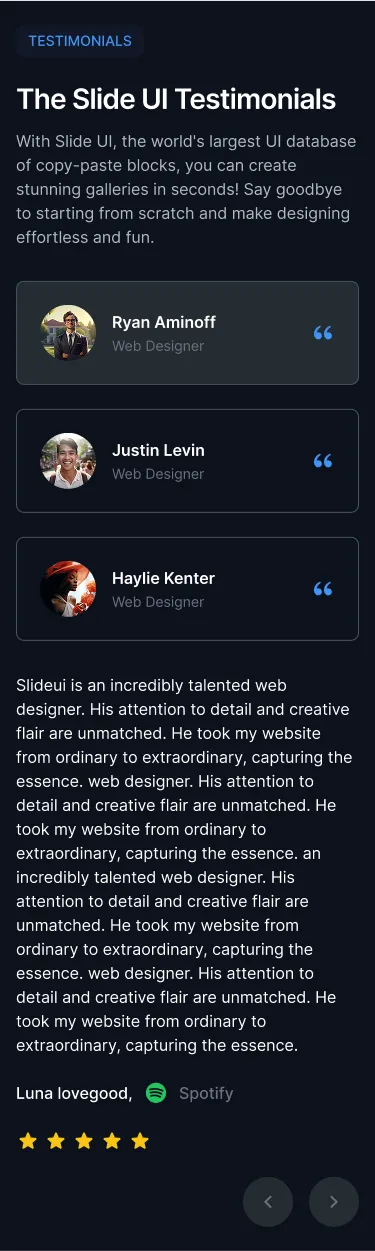 TESTIMONIALS
The Slide UI Testimonials
With Slide UI, the world's largest UI database
of copy-paste blocks, you can create
stunning galleries in seconds! Say goodbye
to starting from scratch and make designing
effortless and fun.
Ryan Aminoff
Web Designer
Justin Levin
Web Designer
Haylie Kenter
Web Designer
Slideui is an incredibly talented web
designer. His attention to detail and creative
flair are unmatched. He took my website
from ordinary to extraordinary, capturing the
essence. web designer. His attention to
detail and creative flair are unmatched. He
took my website from ordinary to
extraordinary, capturing the essence. an
incredibly talented web designer. His
attention to detail and creative flair are
unmatched. He took my website from
ordinary to extraordinary, capturing the
essence. web designer. His attention to
detail and creative flair are unmatched. He
took my website from ordinary to
extraordinary, capturing the essence.
Luna lovegood, Spotify